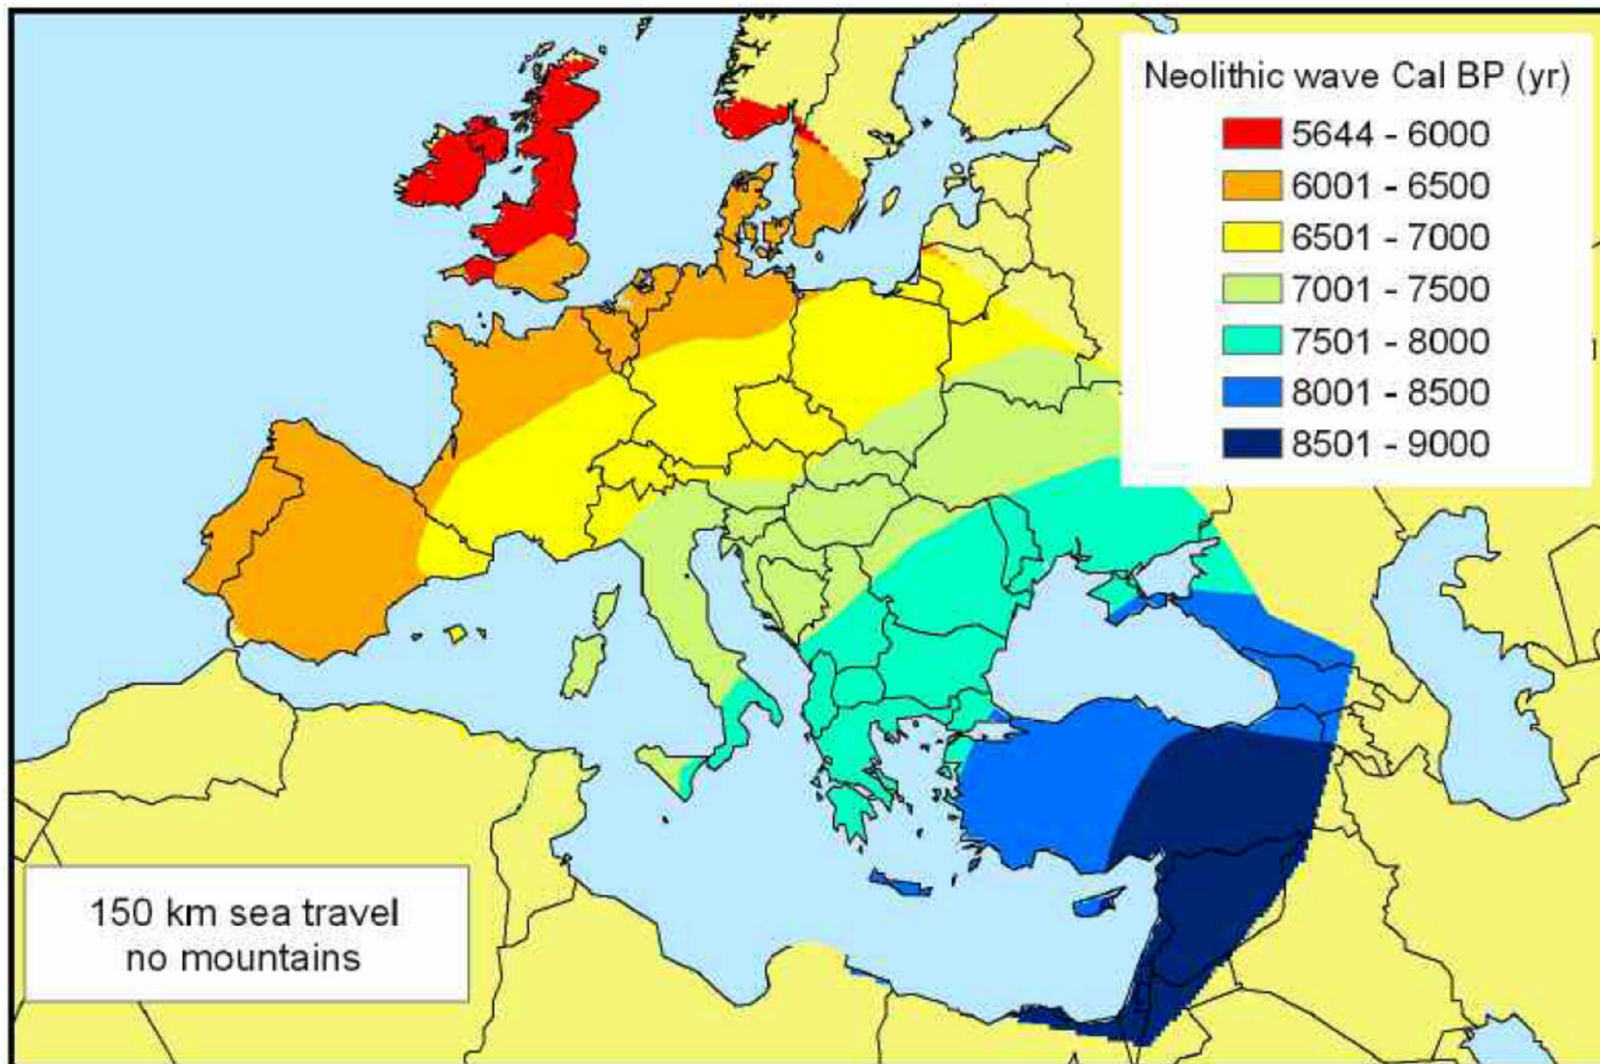 Neolithic wave Cal BP (yr)
5644 - 6000
6001 - 6500
6501 - 7000
7001 - 7500
7501 - 8000
8001 - 8500
8501 - 9000
150 km sea travel
no mountains